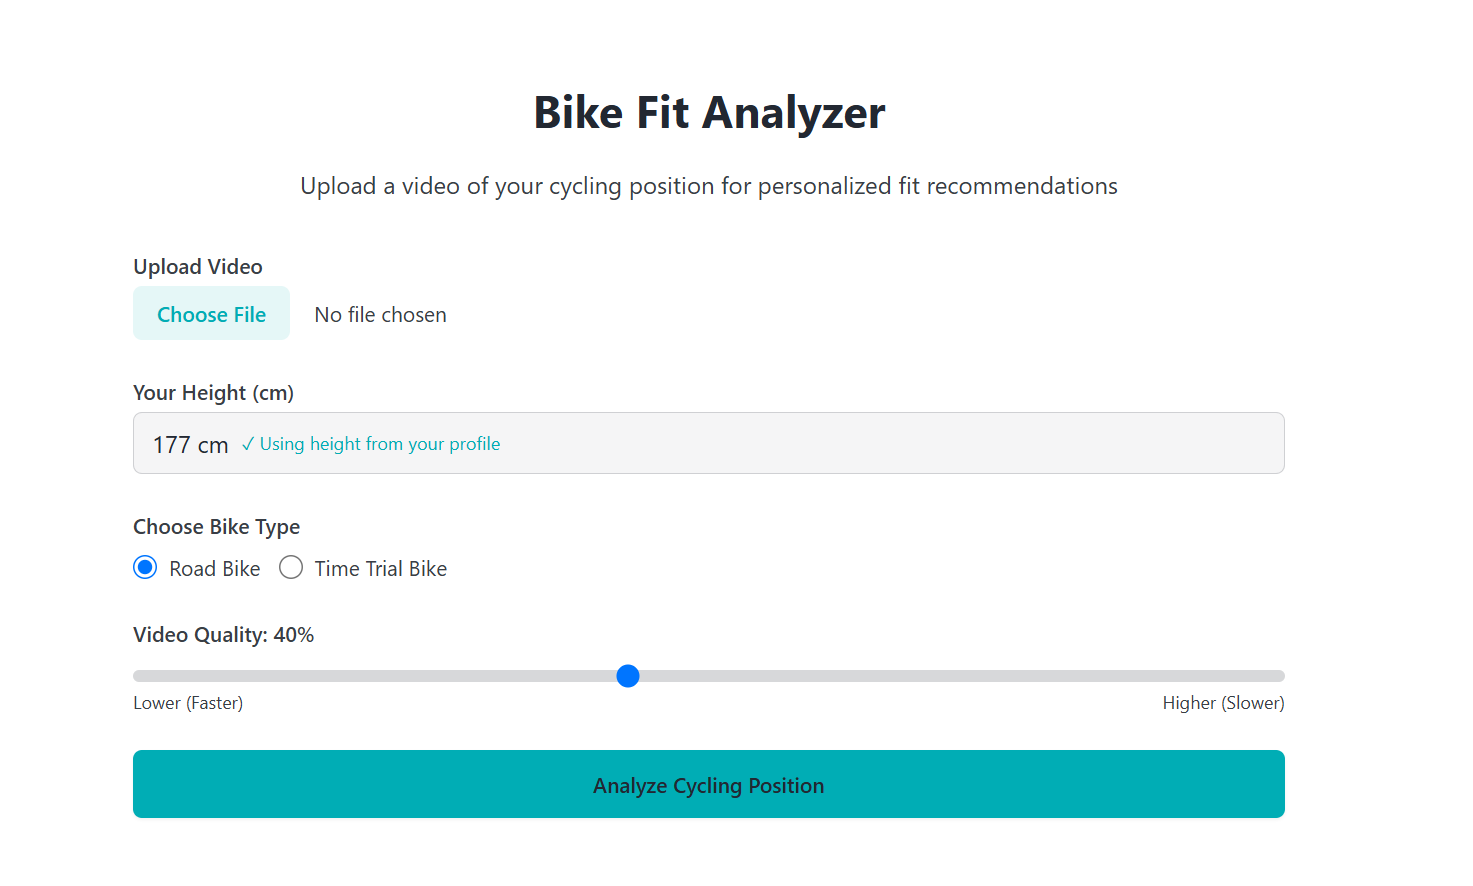 Bike Fit Analyzer
Upload a video of your cycling position for personalized fit recommendations
Upload Video
Choose File No file chosen
Your Height (cm)
177 cm ✓ Using height from your profile
Choose Bike Type
Road Bike Time Trial Bike
Video Quality: 40%
Lower (Faster) Higher (Slower)
Analyze Cycling Position